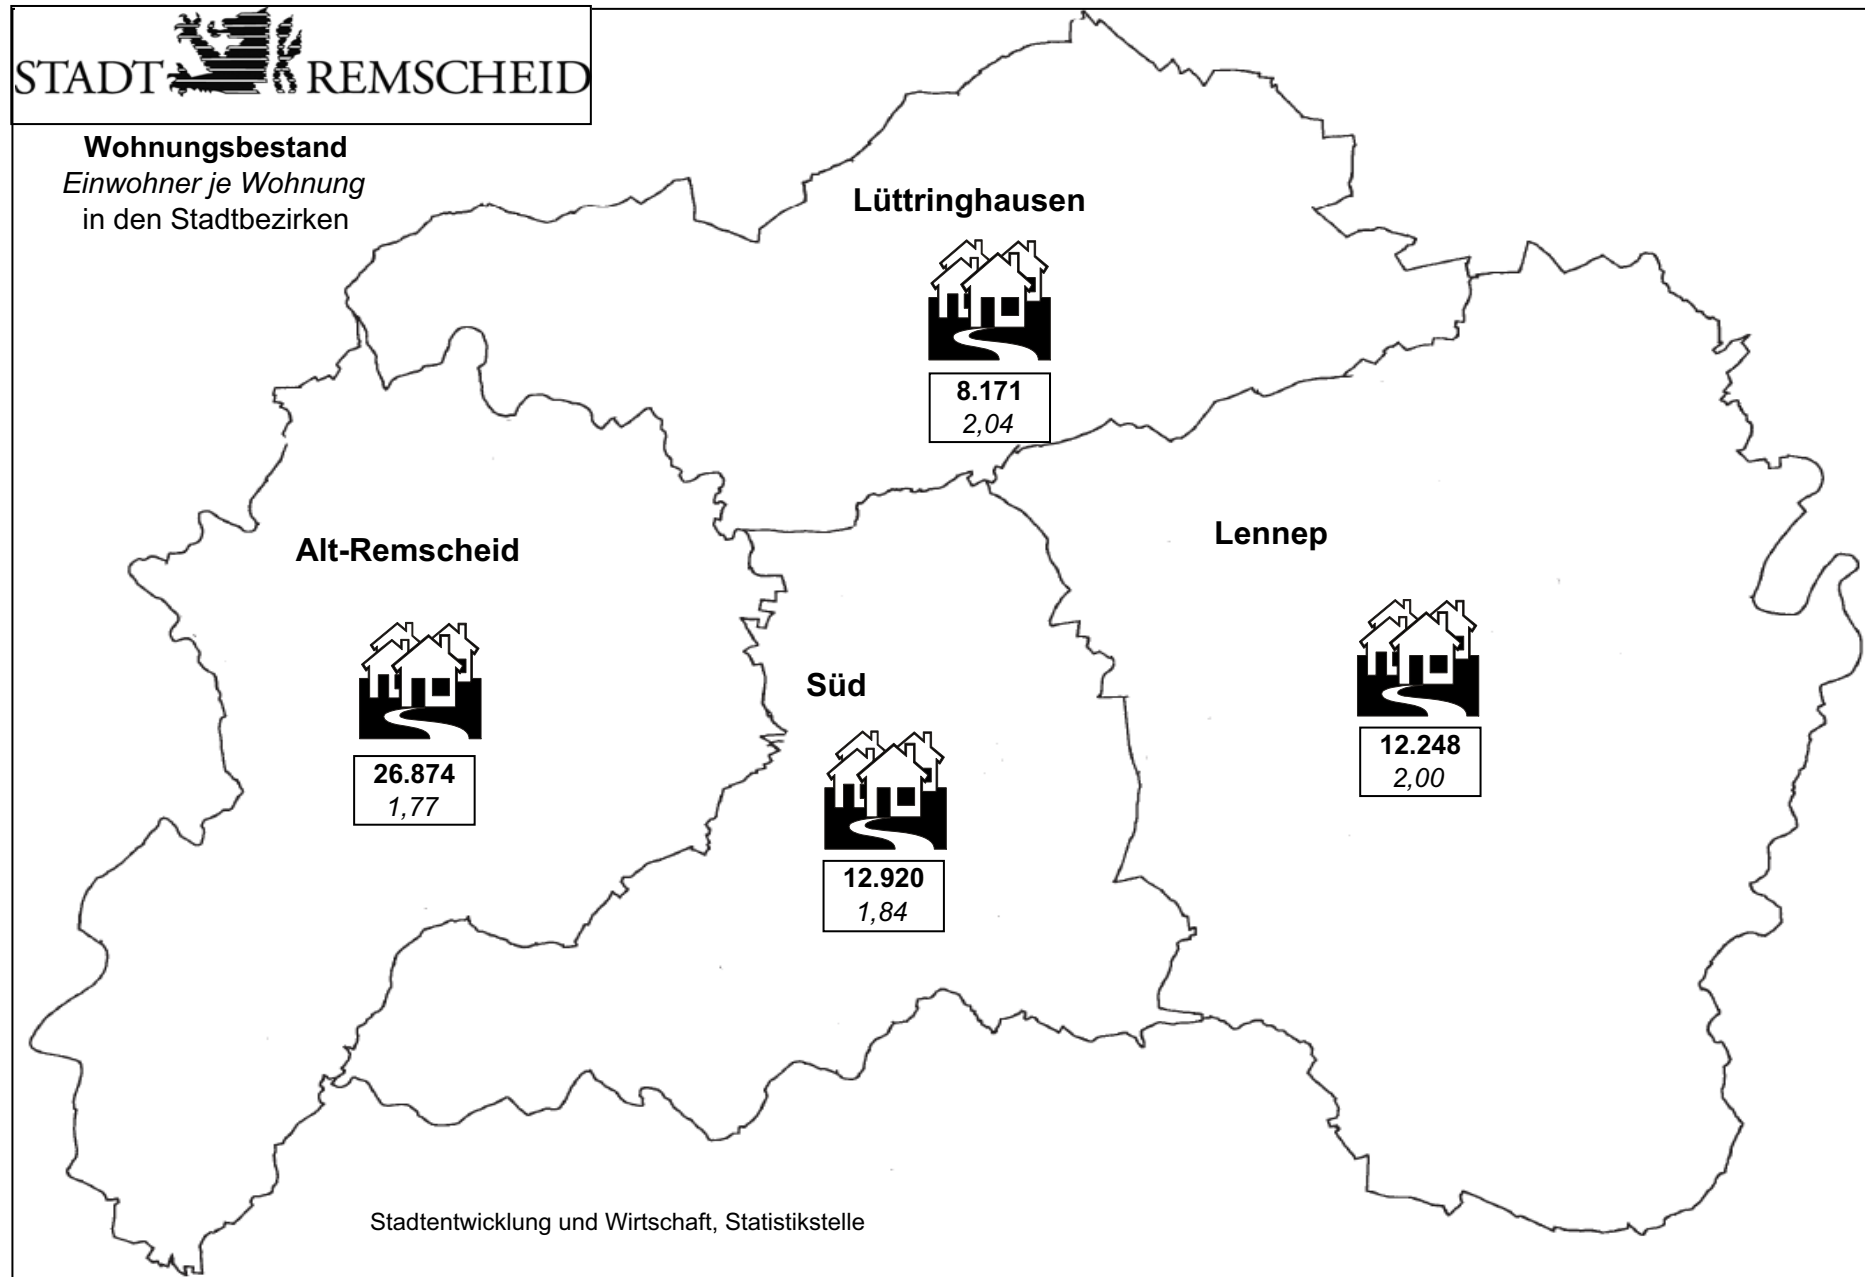 STADT REMSCHEID
Wohnungsbestand
Einwohner je Wohnung
in den Stadtbezirken
Lüttringhausen
8.171
2,04
Alt-Remscheid
26.874
1,77
Süd
12.920
1,84
Lennep
12.248
2,00
Stadtentwicklung und Wirtschaft, Statistikstelle